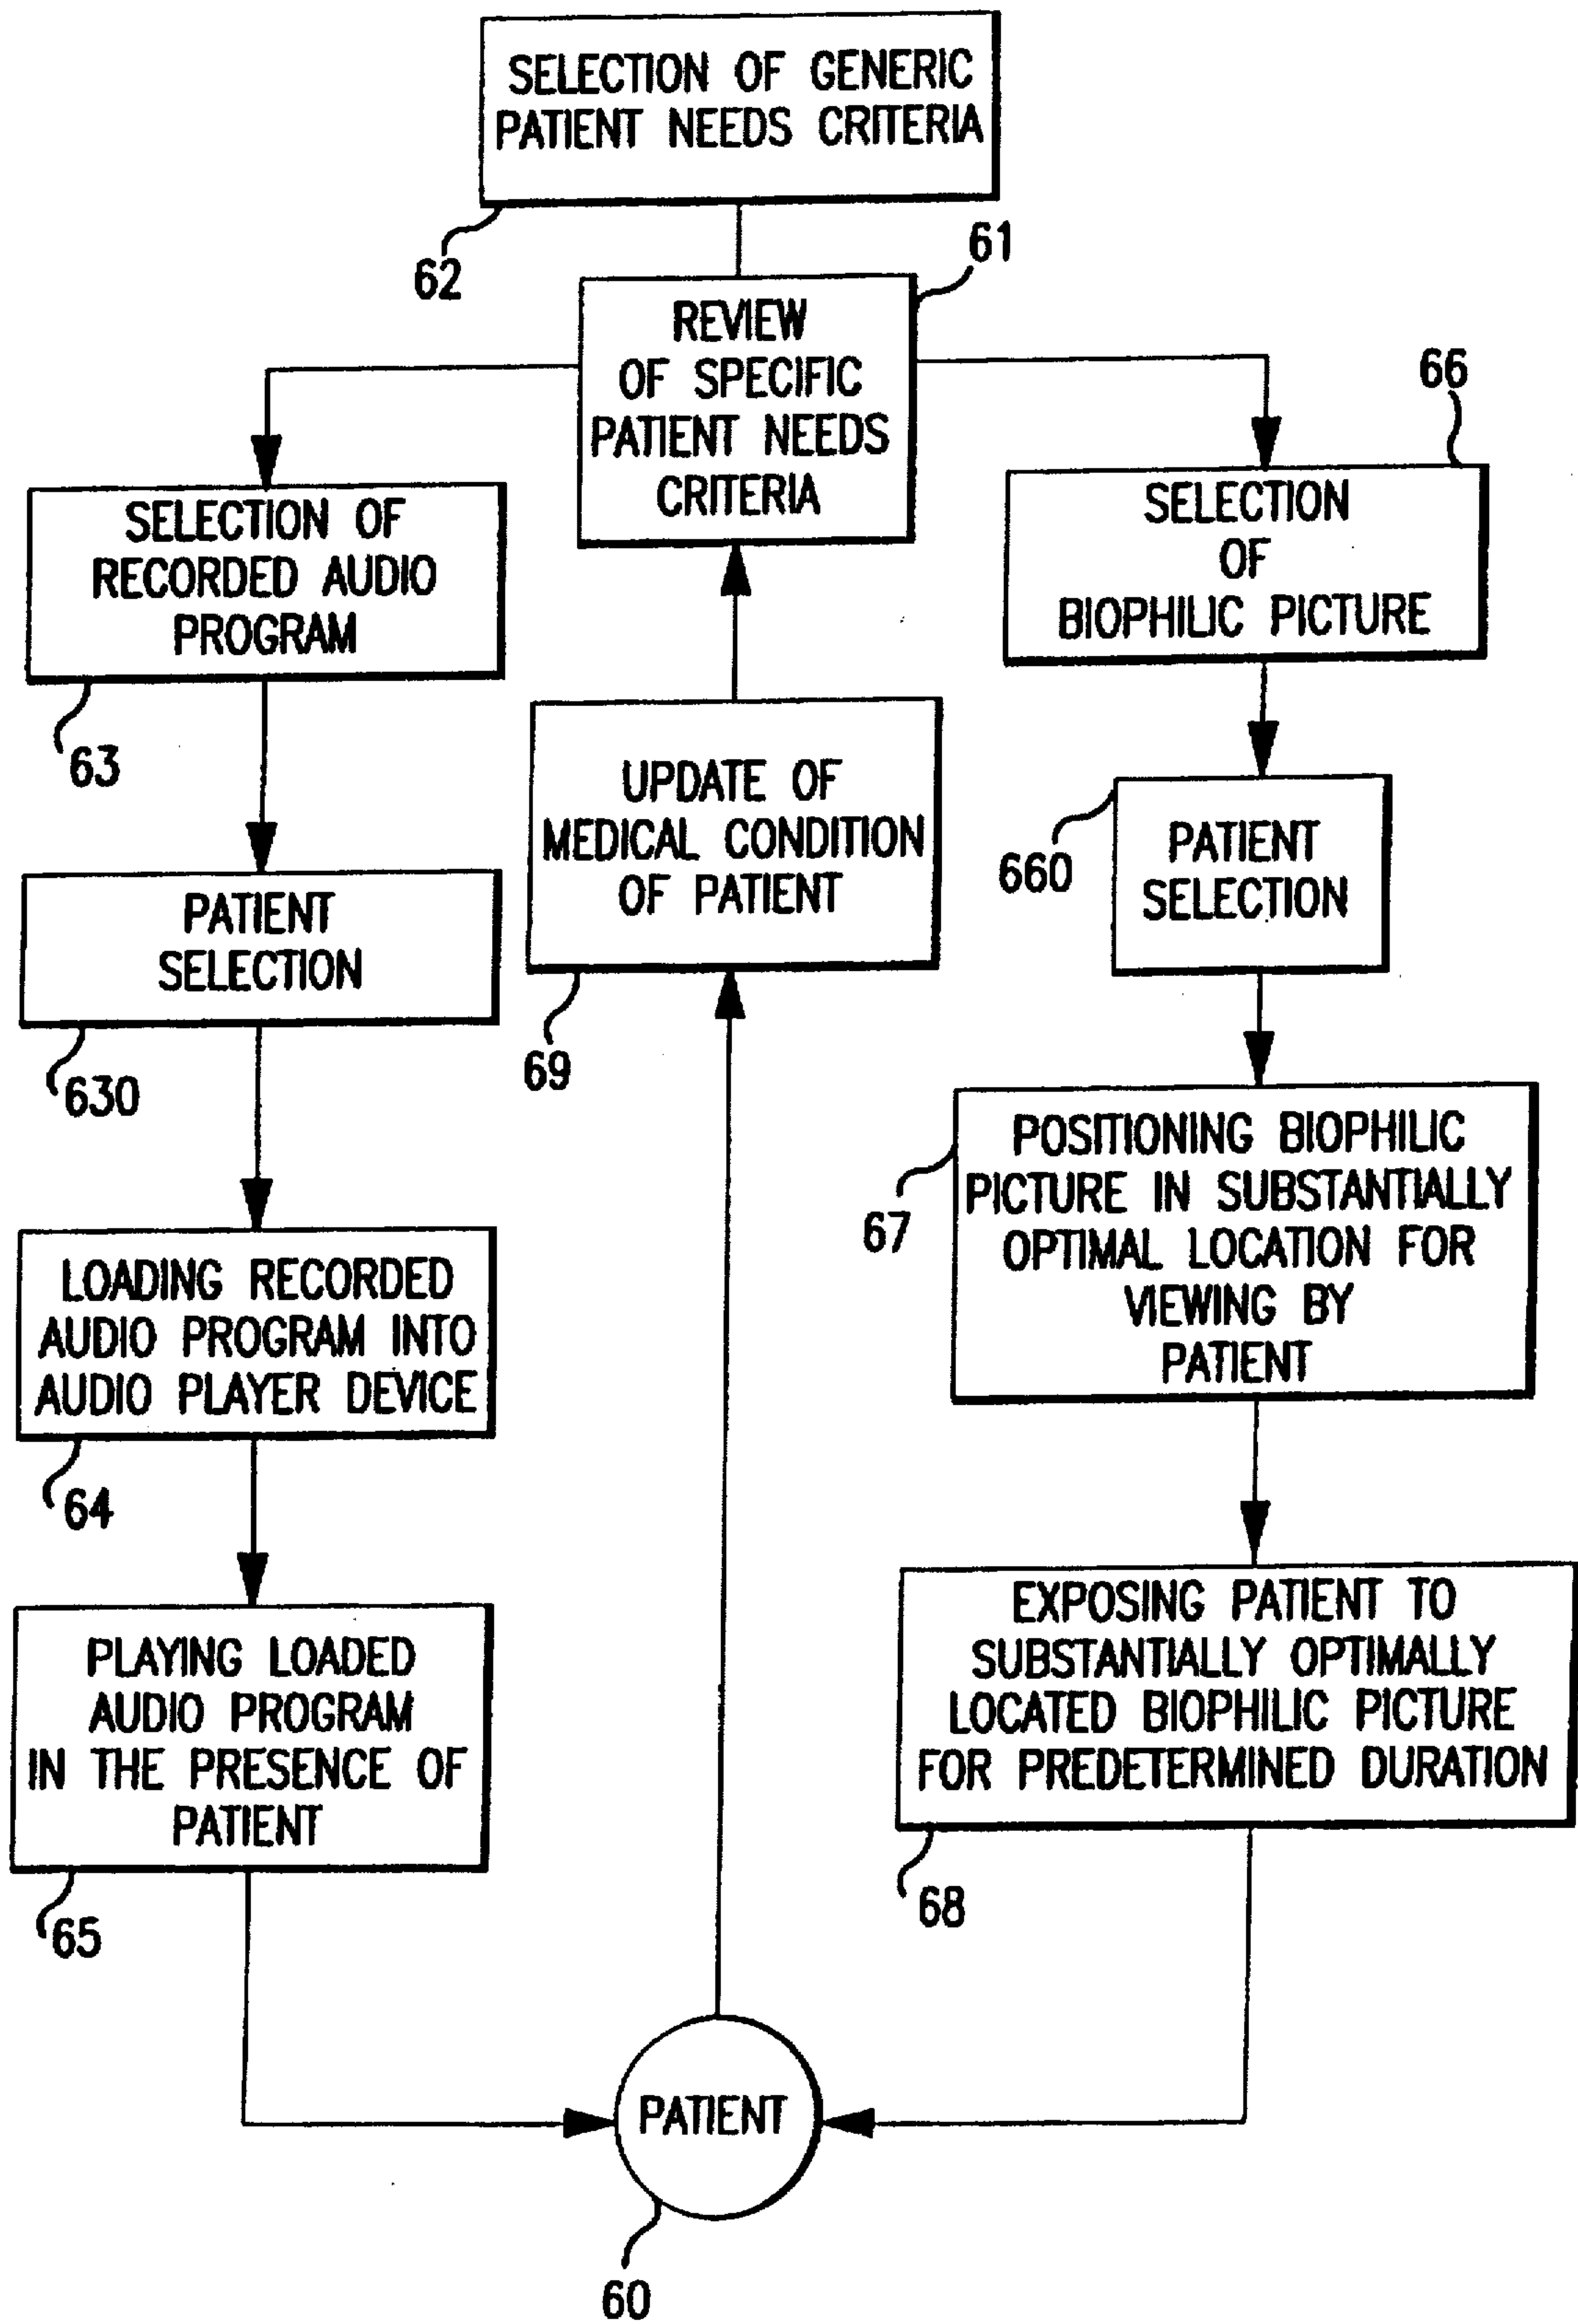 SELECTION OF GENERIC
PATIENT NEEDS CRITERIA
62
61
REVIEW
OF SPECIFIC
PATIENT NEEDS
CRITERIA
66
SELECTION OF
RECORDED AUDIO
PROGRAM
63
SELECTION
OF
BIOPHILIC PICTURE
UPDATE OF
MEDICAL CONDITION
OF PATIENT
69
660
PATIENT
SELECTION
PATIENT
SELECTION
630
POSITIONING BIOPHILIC
PICTURE IN SUBSTANTIALLY
OPTIMAL LOCATION FOR
VIEWING BY
PATIENT
67
LOADING RECORDED
AUDIO PROGRAM INTO
AUDIO PLAYER DEVICE
64
EXPOSING PATIENT TO
SUBSTANTIALLY OPTIMALLY
LOCATED BIOPHILIC PICTURE
FOR PREDETERMINED DURATION
68
PLAYING LOADED
AUDIO PROGRAM
IN THE PRESENCE OF
PATIENT
65
PATIENT
60